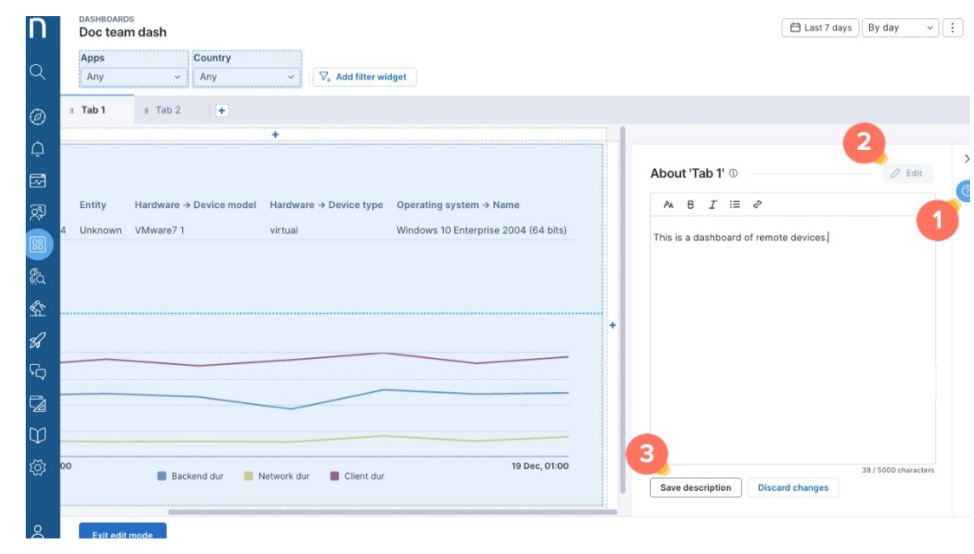 DASHBOARDS
Doc team dash
Last 7 days
By day
Apps
Country
Any
Any
Add filter widget
Tab 1
Tab 2
2
About 'Tab 1'
Edit
1
Entity
Hardware → Device model
Hardware → Device type
Operating system → Name
4
Unknown
VMware7 1
virtual
Windows 10 Enterprise 2004 (64 bits)
This is a dashboard of remote devices.
3
00
19 Dec, 01:00
Backend dur
Network dur
Client dur
38 / 5000 characters
Save description
Discard changes
Exit edit mode